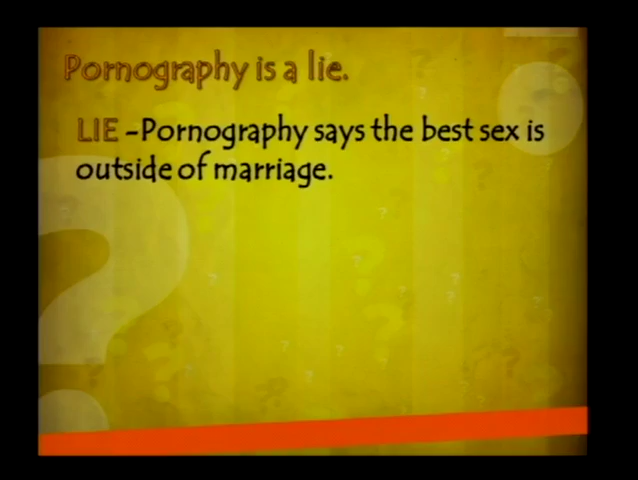 Pornography is a lie.
LIE -Pornography says the best sex is
outside of marriage.